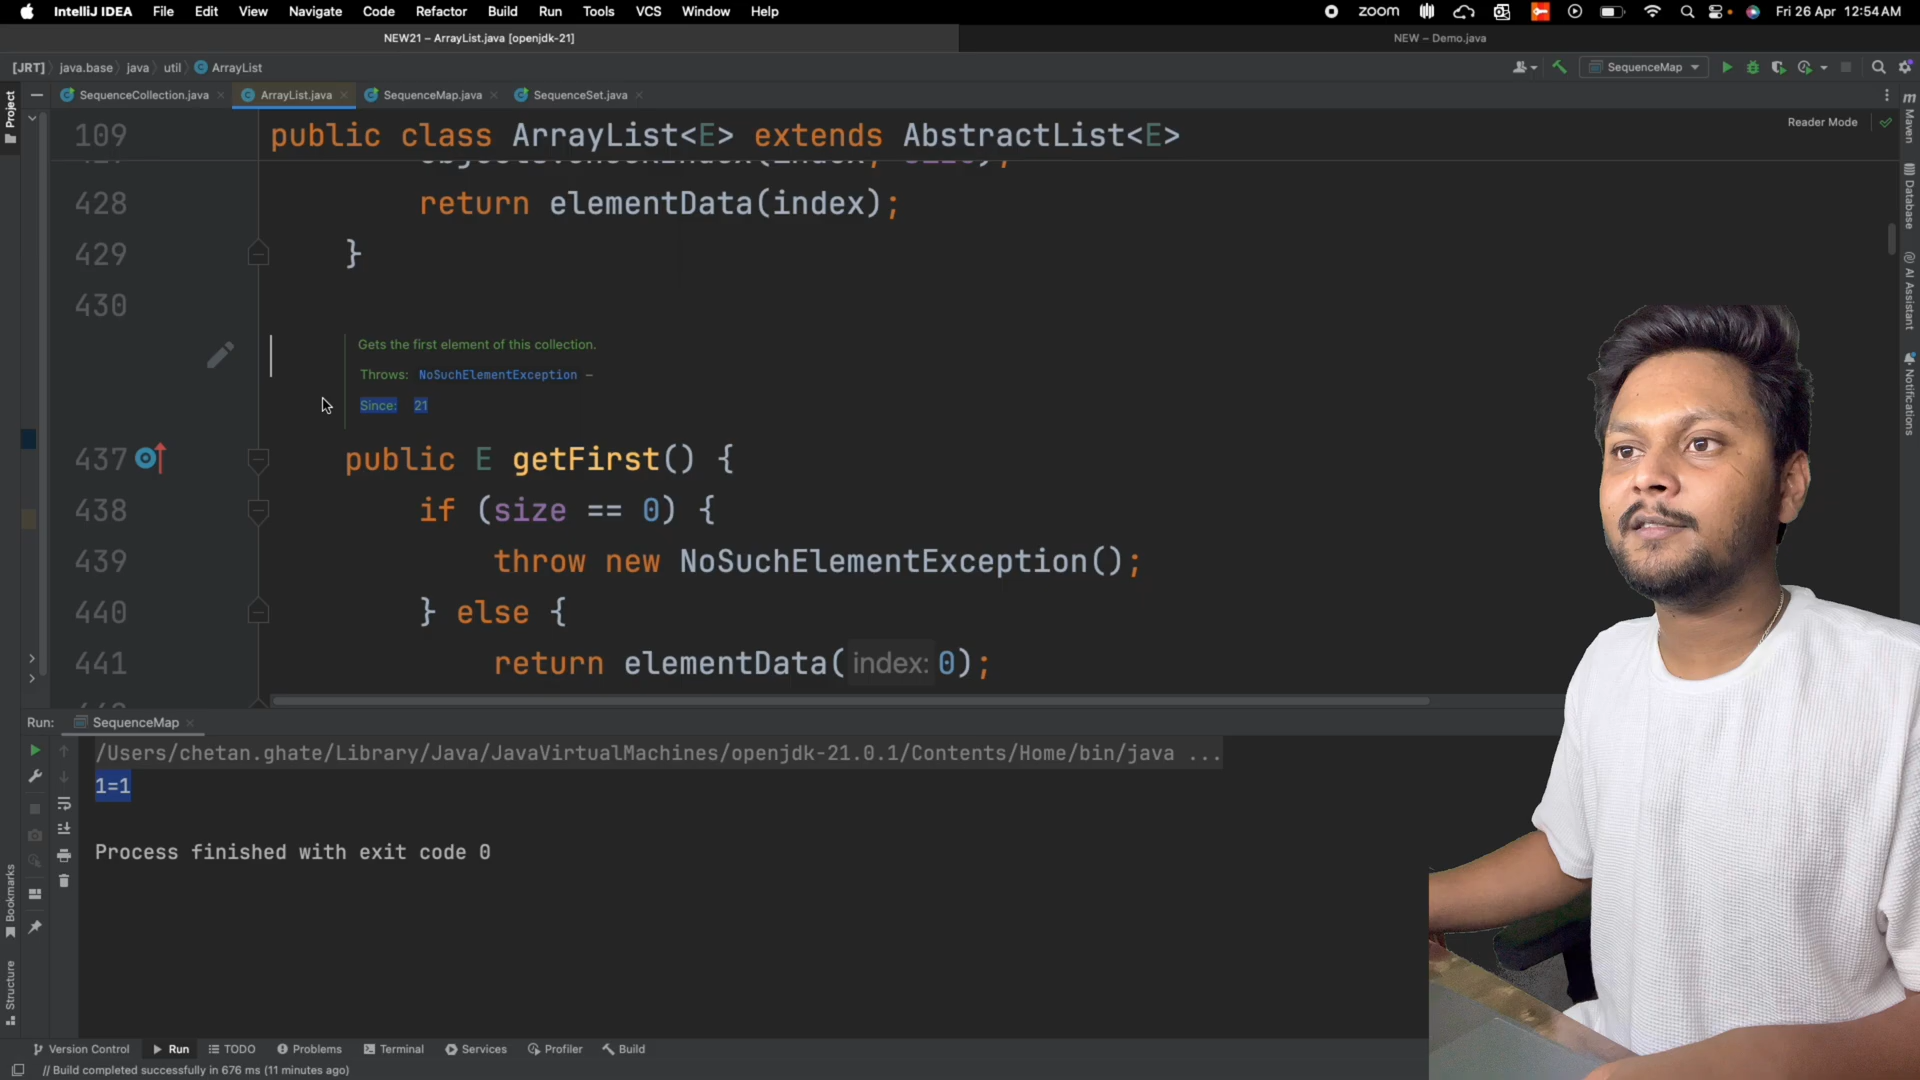 IntelliJ IDEA File Edit View Navigate Code Refactor Build Run Tools VCS Window Help zoom Fri 26 Apr 12:54 AM
NEW21 – ArrayList.java [openjdk-21] NEW – Demo.java
[JRT] java.base java util ArrayList SequenceMap
SequenceCollection.java ArrayList.java SequenceMap.java SequenceSet.java
109 public class ArrayList<E> extends AbstractList<E>
Reader Mode
428 return elementData(index);
429 }
430
Gets the first element of this collection.
Throws: NoSuchElementException –
Since: 21
437 public E getFirst() {
438 if (size == 0) {
439 throw new NoSuchElementException();
440 } else {
441 return elementData( index: 0);
Run: SequenceMap
/Users/chetan.ghate/Library/Java/JavaVirtualMachines/openjdk-21.0.1/Contents/Home/bin/java ...
1=1
Process finished with exit code 0
Version Control Run TODO Problems Terminal Services Profiler Build
// Build completed successfully in 676 ms (11 minutes ago)
Project
Bookmarks
Structure
m Maven
Database
AI Assistant
Notifications